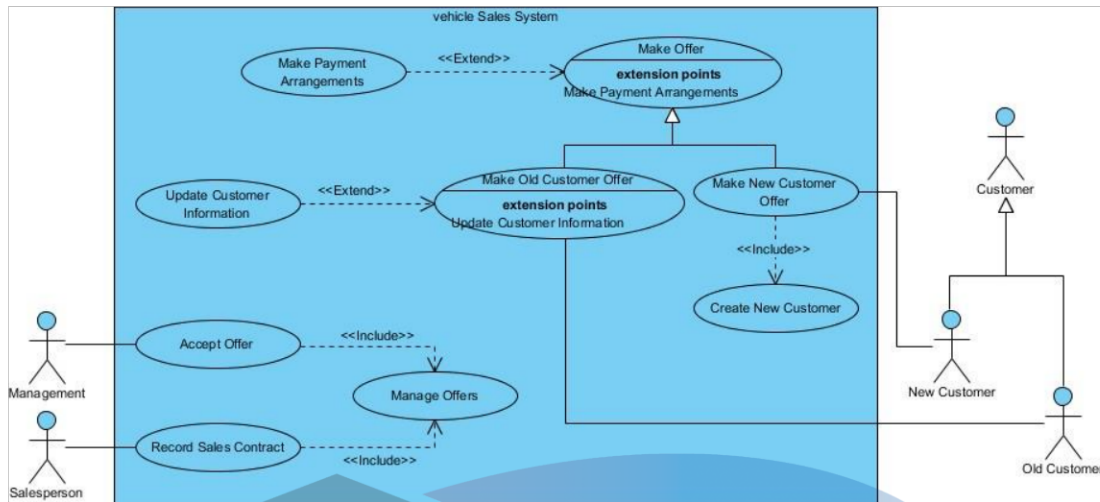 vehicle Sales System
Make Payment
Arrangements
<<Extend>>
Make Offer
extension points
Make Payment Arrangements
Customer
Update Customer
Information
<<Extend>>
Make Old Customer Offer
extension points
Update Customer Information
Make New Customer
Offer
<<Include>>
Create New Customer
New Customer
Old Customer
Management
Accept Offer
<<Include>>
Manage Offers
Salesperson
Record Sales Contract
<<Include>>